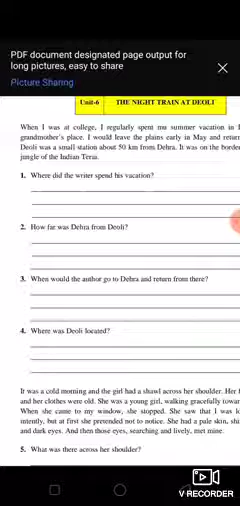 PDF document designated page output for
long pictures, easy to share
Picture Sharing
Unit-6 THE NIGHT TRAIN AT DEOLI
When I was at college, I regularly spent mu summer vacation in
grandmother's place. I would leave the plains early in May and return
Deoli was a small station about 50 km from Dehra. It was on the border
jungle of the Indian Terai.
1. Where did the writer spend his vacation?
2. How far was Dehra from Deoli?
3. When would the author go to Debra and return from there?
4. Where was Deoli located?
It was a cold morning and the girl had a shawl across her shoulder. Her
and her clothes were old. She was a young girl, walking gracefully
When she came to my window, she stopped. She saw that I was
intently, but at first she pretended not to notice. She had a pale skin,
and dark eyes. And then those eyes, searching and lively, met mine
5. What was there across her shoulder?
V RECORDER